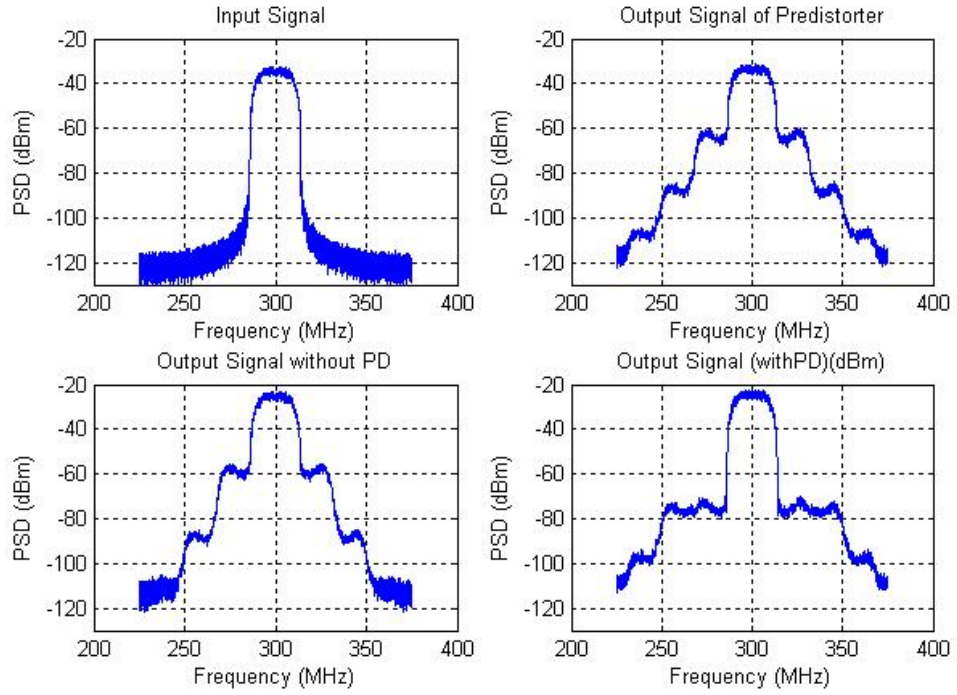 Input Signal
PSD (dBm)
-20
-40
-60
-80
-100
-120
200 250 300 350 400
Frequency (MHz)
Output Signal of Predistorter
PSD (dBm)
-20
-40
-60
-80
-100
-120
200 250 300 350 400
Frequency (MHz)
Output Signal without PD
PSD (dBm)
-20
-40
-60
-80
-100
-120
200 250 300 350 400
Frequency (MHz)
Output Signal (withPD)(dBm)
PSD (dBm)
-20
-40
-60
-80
-100
-120
200 250 300 350 400
Frequency (MHz)